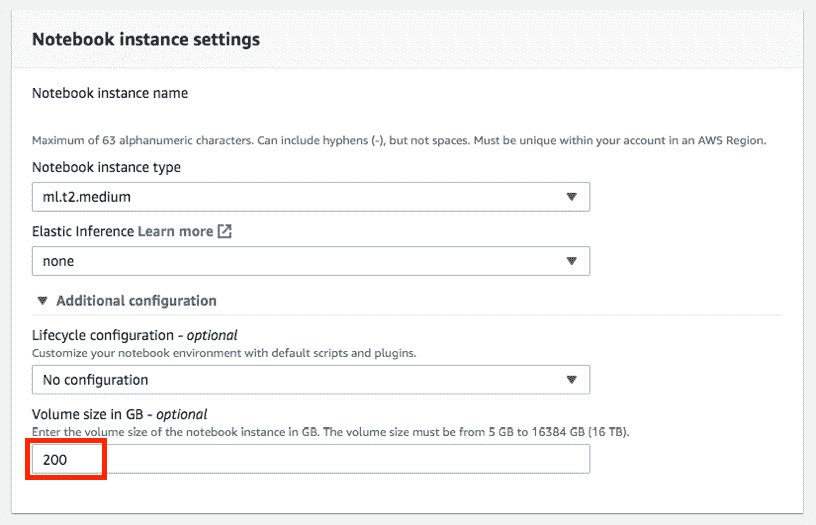 Notebook instance settings
Notebook instance name
Maximum of 63 alphanumeric characters. Can include hyphens (-), but not spaces. Must be unique within your account in an AWS Region.
Notebook instance type
ml.t2.medium
Elastic Inference Learn more
none
Additional configuration
Lifecycle configuration - optional
Customize your notebook environment with default scripts and plugins.
No configuration
Volume size in GB - optional
Enter the volume size of the notebook instance in GB. The volume size must be from 5 GB to 16384 GB (16 TB).
200